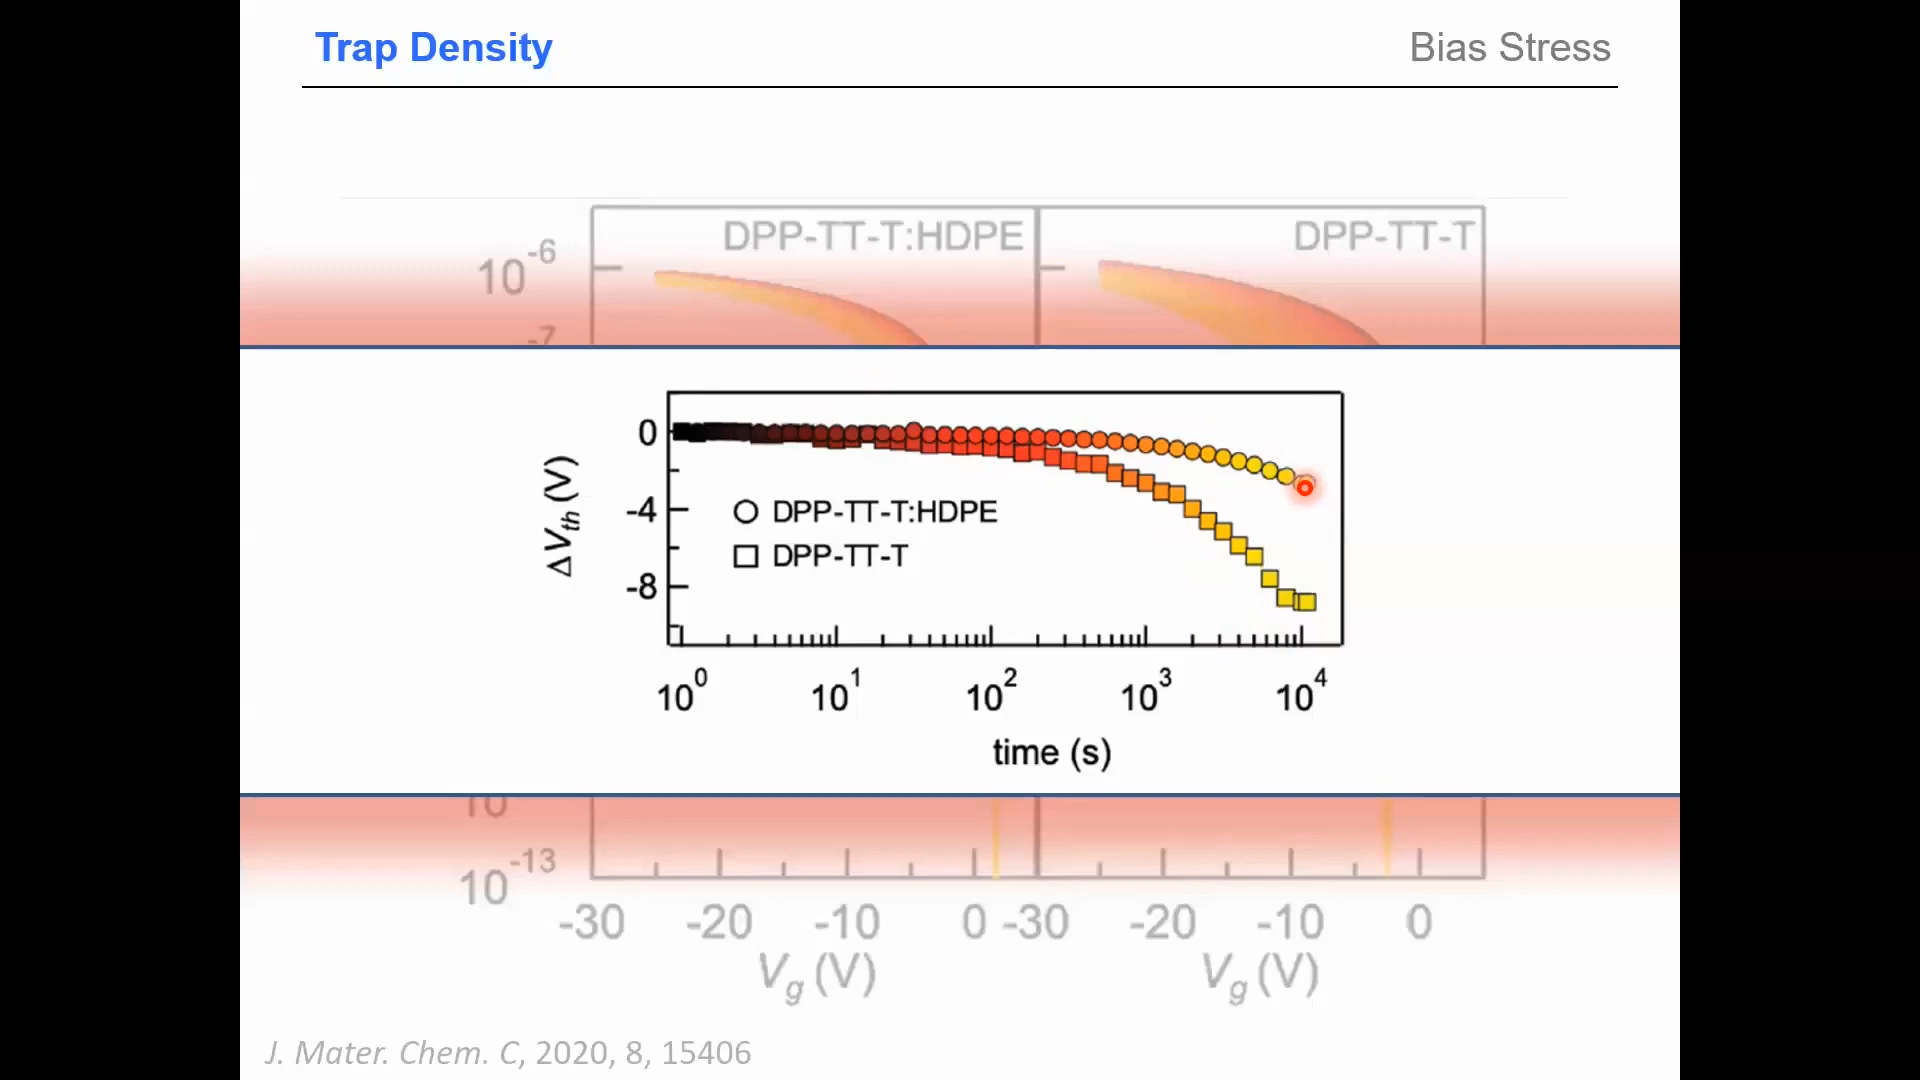 Trap Density
Bias Stress
DPP-TT-T:HDPE
DPP-TT-T
10^-6
-7
0
-4
-8
ΔV_th (V)
DPP-TT-T:HDPE
DPP-TT-T
10^0 10^1 10^2 10^3 10^4
time (s)
10
10^-13
-30 -20 -10 0 -30 -20 -10 0
V_g (V) V_g (V)
J. Mater. Chem. C, 2020, 8, 15406